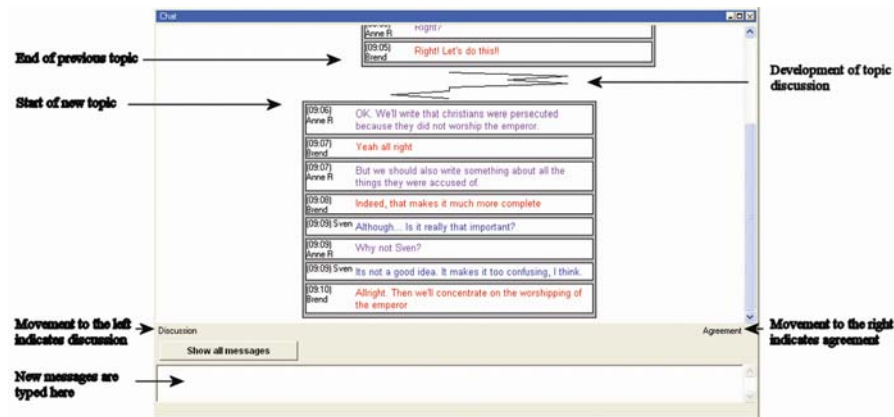 Chat
Right?
Anne R
(09:05)
Brend
Right! Let's do this!!
End of previous topic
Development of topic
discussion
Start of new topic
(09:06)
Anne R
OK. We'll write that christians were persecuted
because they did not worship the emperor.
(09:07)
Brend
Yeah all right
(09:07)
Anne R
But we should also write something about all the
things they were accused of.
(09:08)
Brend
Indeed, that makes it much more complete
(09:09) Sven Although... Is it really that important?
(09:09)
Anne R
Why not Sven?
(09:09) Sven Its not a good idea. It makes it too confusing, I think.
(09:10)
Brend
Allright. Then we'll concentrate on the worshipping of
the emperor
Movement to the left
indicates discussion
Discussion
Agreement
Movement to the right
indicates agreement
Show all messages
New messages are
typed here